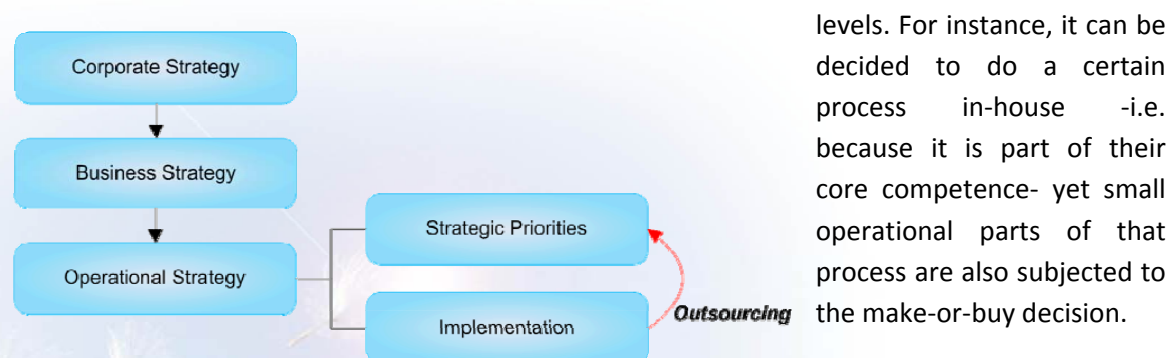 Corporate Strategy
Business Strategy
Operational Strategy
Strategic Priorities
Implementation
Outsourcing
levels. For instance, it can be
decided to do a certain
process in-house -i.e.
because it is part of their
core competence- yet small
operational parts of that
process are also subjected to
the make-or-buy decision.